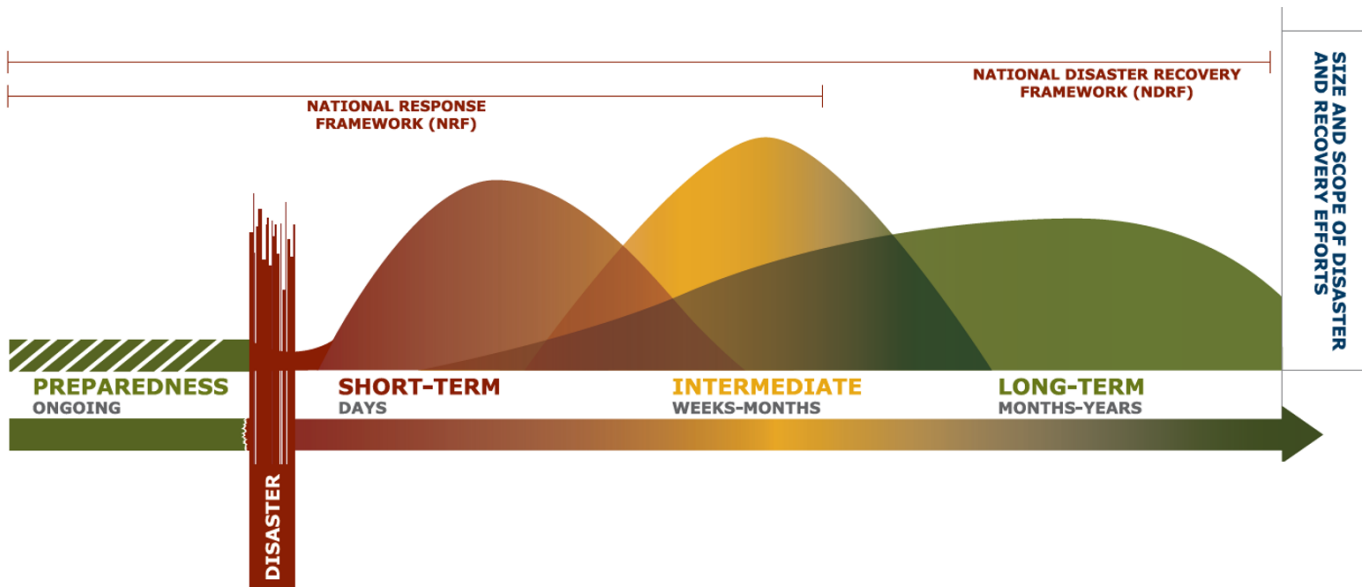 NATIONAL DISASTER RECOVERY
FRAMEWORK (NDRF)
NATIONAL RESPONSE
FRAMEWORK (NRF)
SIZE AND SCOPE OF DISASTER
AND RECOVERY EFFORTS
PREPAREDNESS
ONGOING
SHORT-TERM
DAYS
INTERMEDIATE
WEEKS-MONTHS
LONG-TERM
MONTHS-YEARS
DISASTER